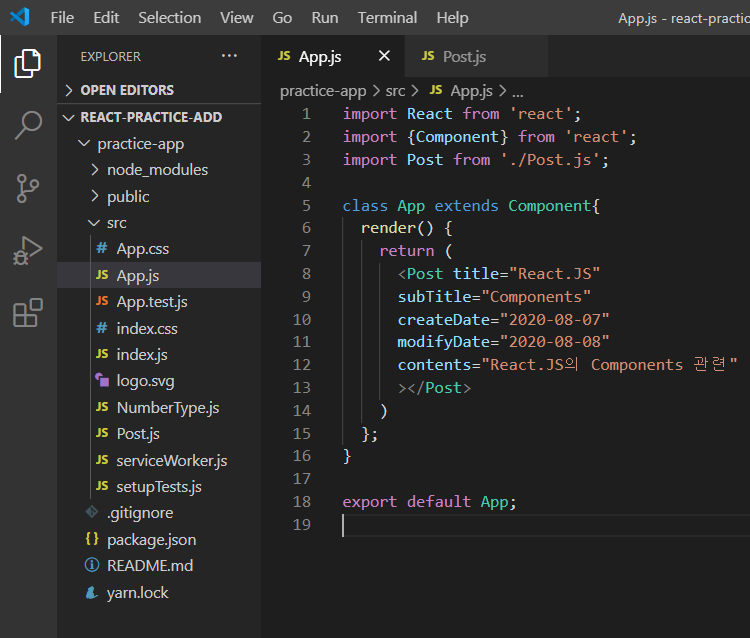 File Edit Selection View Go Run Terminal Help App.js - react-practic
EXPLORER ...
OPEN EDITORS
REACT-PRACTICE-ADD
practice-app
node_modules
public
src
App.css
App.js
App.test.js
index.css
index.js
logo.svg
NumberType.js
Post.js
serviceWorker.js
setupTests.js
.gitignore
package.json
README.md
yarn.lock
JS App.js × JS Post.js
practice-app > src > JS App.js > ...
1 import React from 'react';
2 import {Component} from 'react';
3 import Post from './Post.js';
4
5 class App extends Component{
6 render() {
7 return (
8 <Post title="React.JS"
9 subTitle="Components"
10 createDate="2020-08-07"
11 modifyDate="2020-08-08"
12 contents="React.JS의 Components 관련"
13 ></Post>
14 )
15 };
16 }
17
18 export default App;
19